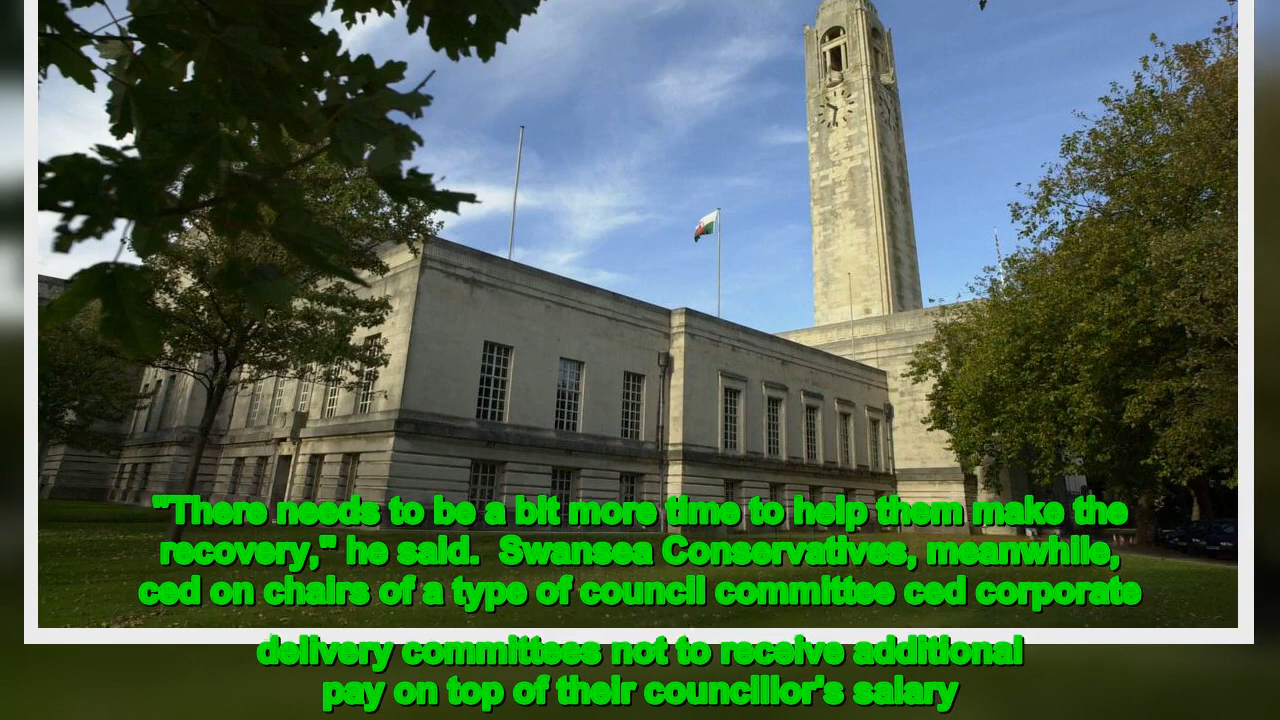 "There needs to be a bit more time to help them make the
recovery," he said.  Swansea Conservatives, meanwhile,
ced on chairs of a type of council committee ced corporate
delivery committees not to receive additional
pay on top of their councillor's salary